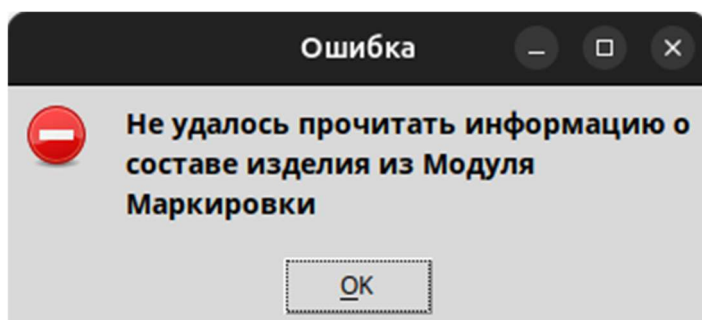 Ошибка
Не удалось прочитать информацию о
составе изделия из Модуля
Маркировки
OK